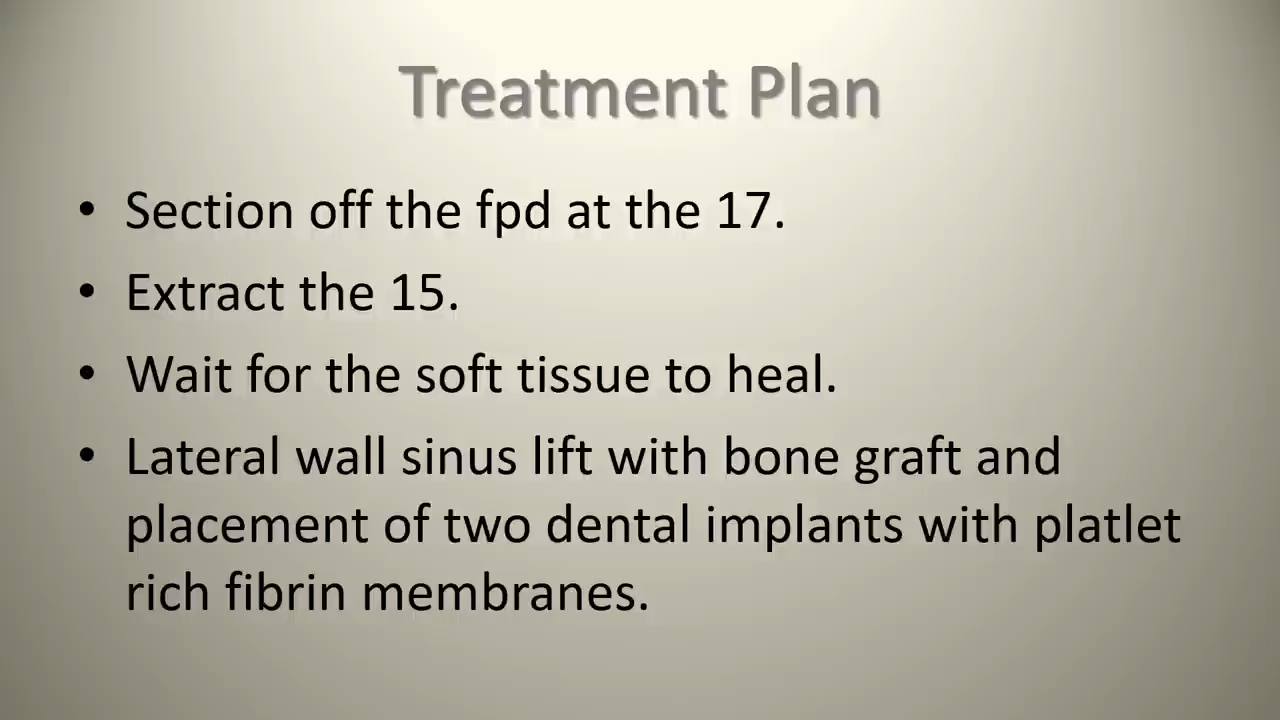 Treatment Plan
• Section off the fpd at the 17.
• Extract the 15.
• Wait for the soft tissue to heal.
• Lateral wall sinus lift with bone graft and
placement of two dental implants with platlet
rich fibrin membranes.